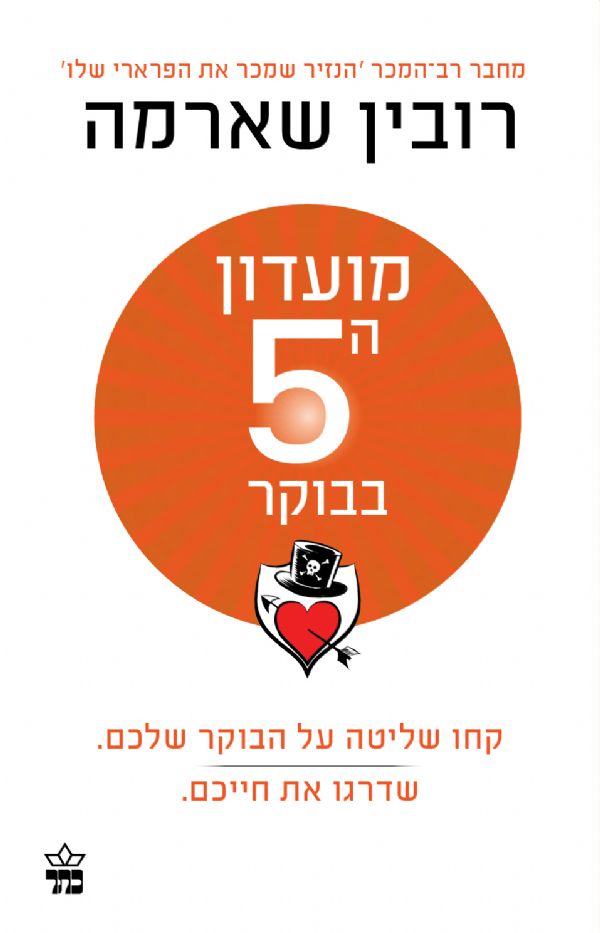 מחבר רב־המכר 'הנזיר שמכר את הפרארי שלו'
רובין שארמה
מועדון
ה
5
בבוקר
קחו שליטה על הבוקר שלכם.
שדרגו את חייכם.
כתר